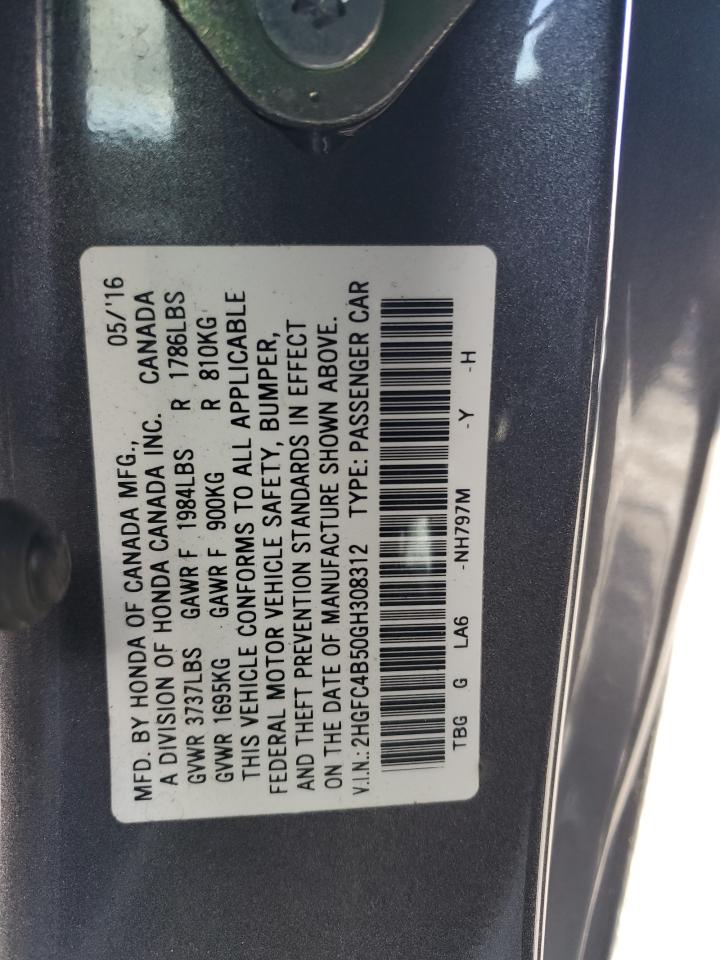 MFD. BY HONDA OF CANADA MFG., 05/'16
A DIVISION OF HONDA CANADA INC. CANADA
GVWR 3737LBS GAWR F 1984LBS R 1786LBS
GVWR 1695KG GAWR F 900KG R 810KG
THIS VEHICLE CONFORMS TO ALL APPLICABLE
FEDERAL MOTOR VEHICLE SAFETY, BUMPER,
AND THEFT PREVENTION STANDARDS IN EFFECT
ON THE DATE OF MANUFACTURE SHOWN ABOVE.
V.I.N.: 2HGFC4B50GH308312 TYPE: PASSENGER CAR
TBG G LA6 -NH797M -Y -H